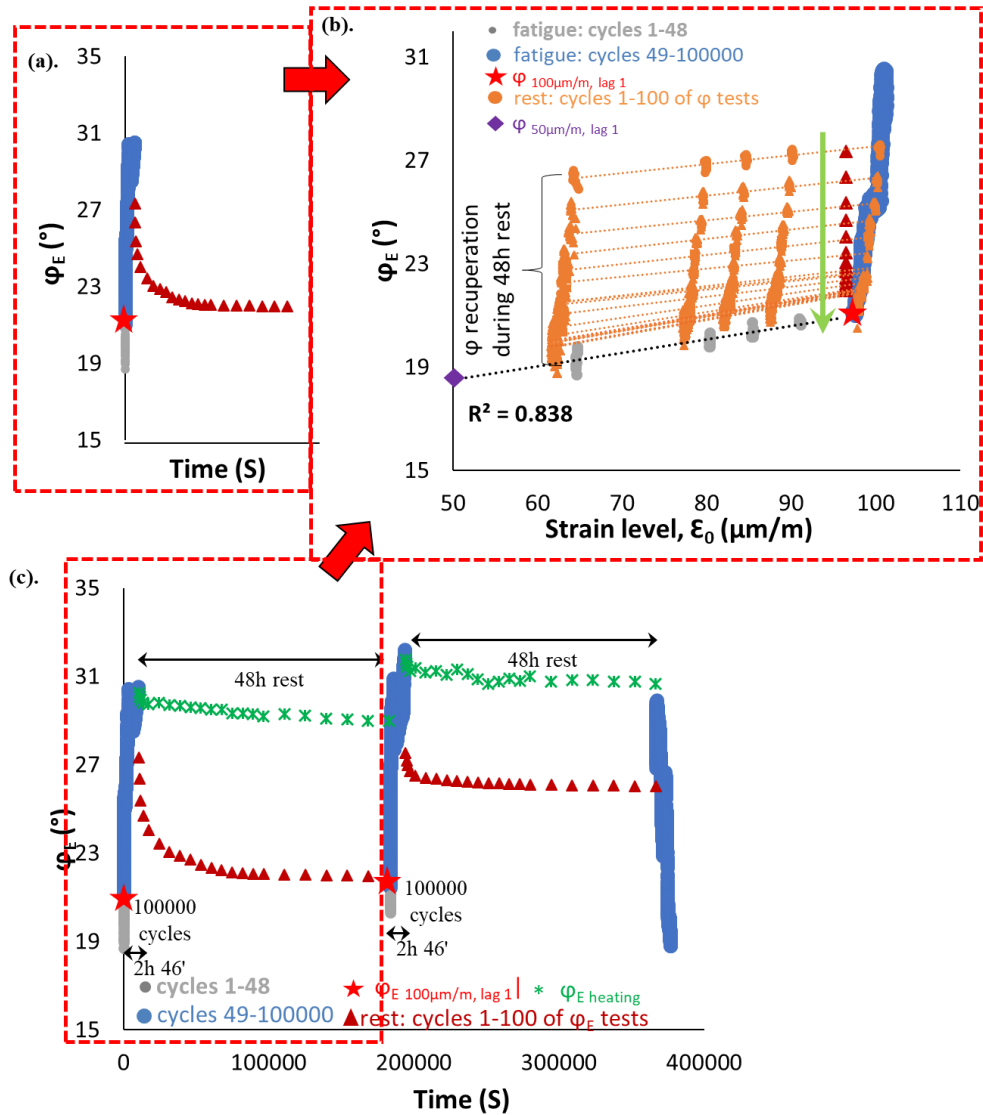 (a).
35
31
27
23
19
15
φE (°)
Time (S)
(b).
fatigue: cycles 1-48
fatigue: cycles 49-100000
φ 100μm/m, lag 1
rest: cycles 1-100 of φ tests
φ 50μm/m, lag 1
31
27
23
19
15
φE (°)
φ recuperation
during 48h rest
R² = 0.838
50
60
70
80
90
100
110
Strain level, Ɛ0 (μm/m)
(c).
35
31
27
23
19
15
φE (°)
48h rest
48h rest
100000
cycles
2h 46'
100000
cycles
2h 46'
cycles 1-48
φE 100μm/m, lag 1
φE heating
cycles 49-100000
rest: cycles 1-100 of φE tests
0
100000
200000
300000
400000
Time (S)